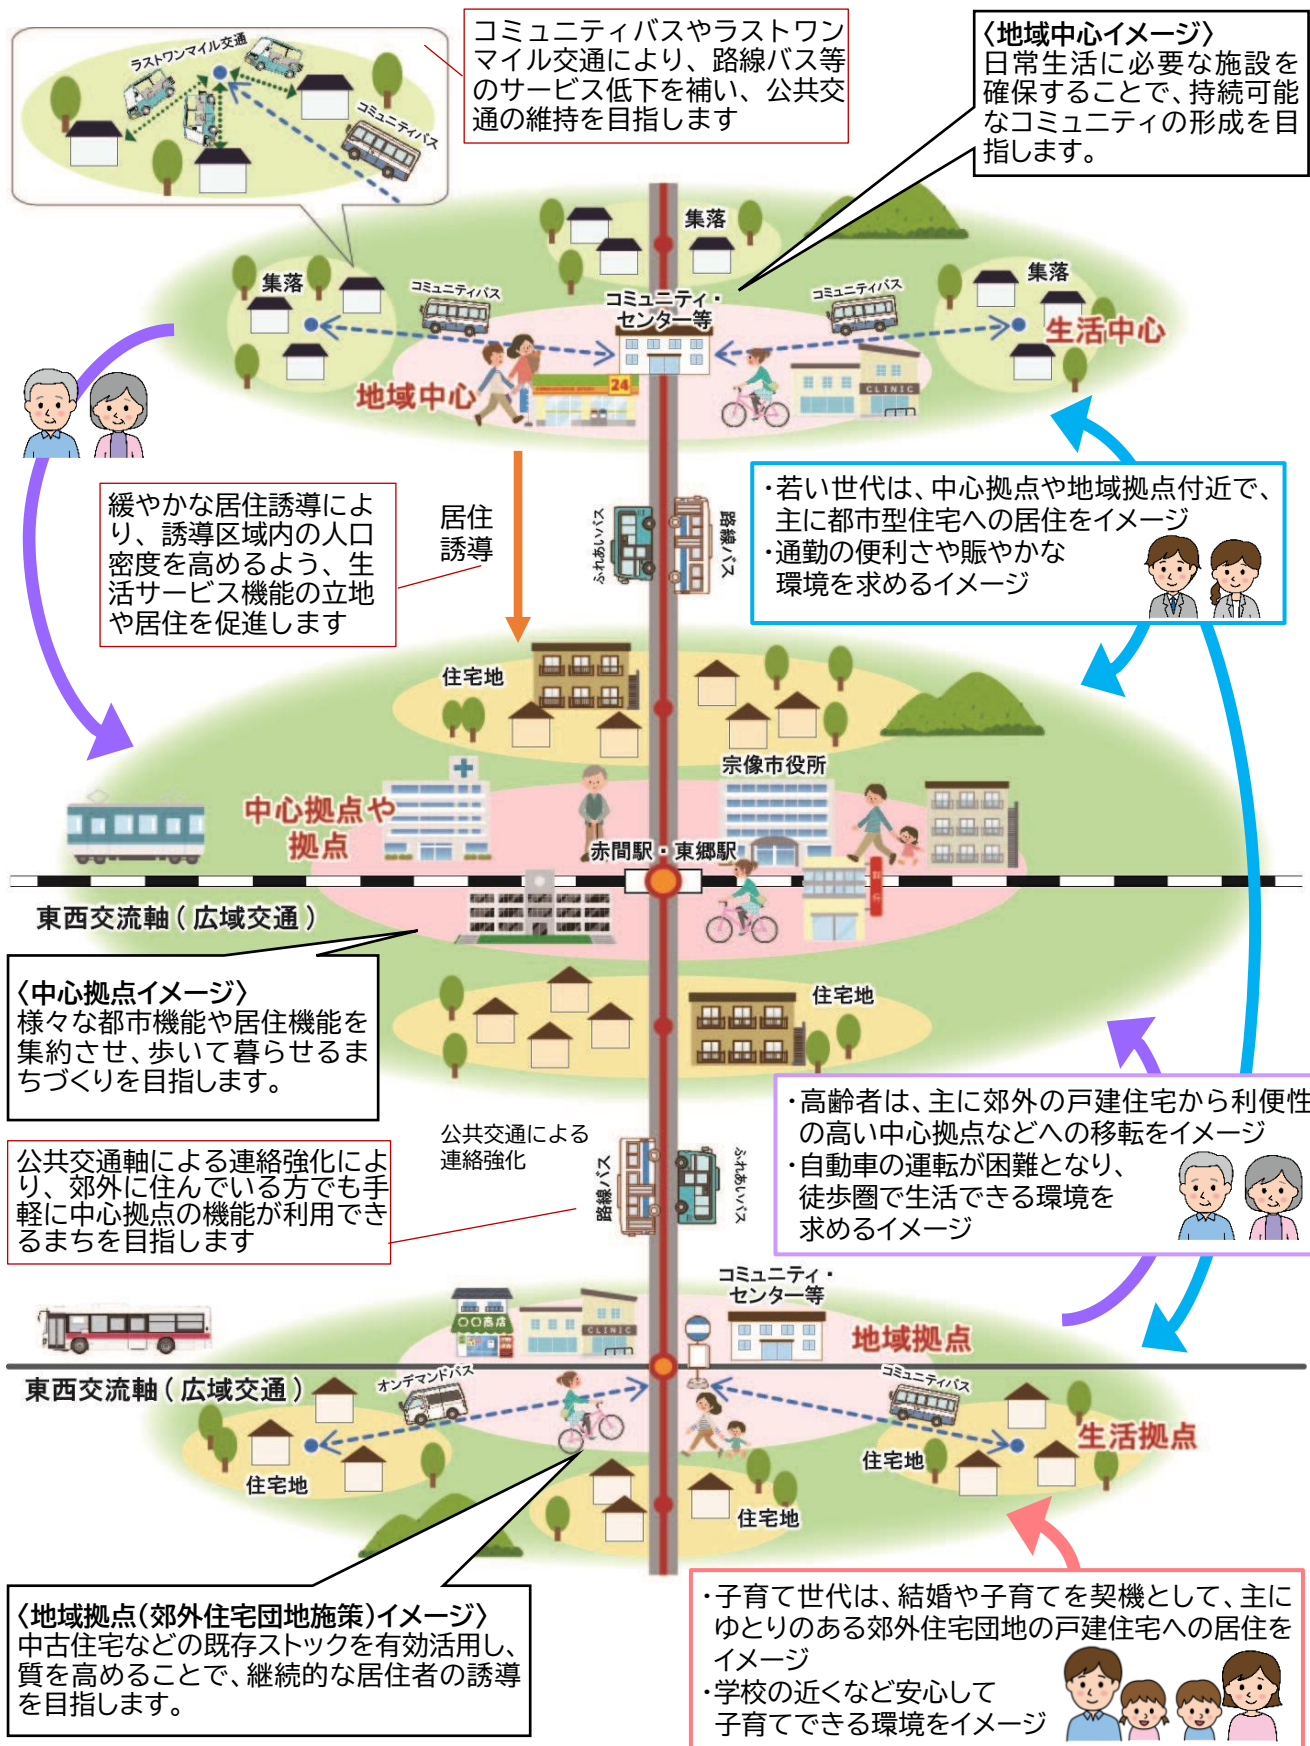 コミュニティバスやラストワン
マイル交通により、路線バス等
のサービス低下を補い、公共交
通の維持を目指します
〈地域中心イメージ〉
日常生活に必要な施設を
確保することで、持続可能
なコミュニティの形成を目
指します。
ラストワンマイル交通
コミュニティバス
集落
集落
集落
コミュニティバス
コミュニティバス
コミュニティ・
センター等
生活中心
地域中心
24
CLINIC
緩やかな居住誘導によ
り、誘導区域内の人口
密度を高めるよう、生
活サービス機能の立地
や居住を促進します
居住
誘導
ふれあいバス
路線バス
・若い世代は、中心拠点や地域拠点付近で、
主に都市型住宅への居住をイメージ
・通勤の便利さや賑やかな
環境を求めるイメージ
住宅地
宗像市役所
中心拠点や
拠点
赤間駅・東郷駅
東西交流軸(広域交通)
〈中心拠点イメージ〉
様々な都市機能や居住機能を
集約させ、歩いて暮らせるま
ちづくりを目指します。
住宅地
・高齢者は、主に郊外の戸建住宅から利便性
の高い中心拠点などへの移転をイメージ
・自動車の運転が困難となり、
徒歩圏で生活できる環境を
求めるイメージ
公共交通による
連絡強化
路線バス
ふれあいバス
公共交通軸による連絡強化によ
り、郊外に住んでいる方でも手
軽に中心拠点の機能が利用でき
るまちを目指します
コミュニティ・
センター等
〇〇商店
CLINIC
地域拠点
東西交流軸(広域交通)
オンデマンドバス
コミュニティバス
生活拠点
住宅地
住宅地
住宅地
〈地域拠点(郊外住宅団地施策)イメージ〉
中古住宅などの既存ストックを有効活用し、
質を高めることで、継続的な居住者の誘導
を目指します。
・子育て世代は、結婚や子育てを契機として、主に
ゆとりのある郊外住宅団地の戸建住宅への居住を
イメージ
・学校の近くなど安心して
子育てできる環境をイメージ